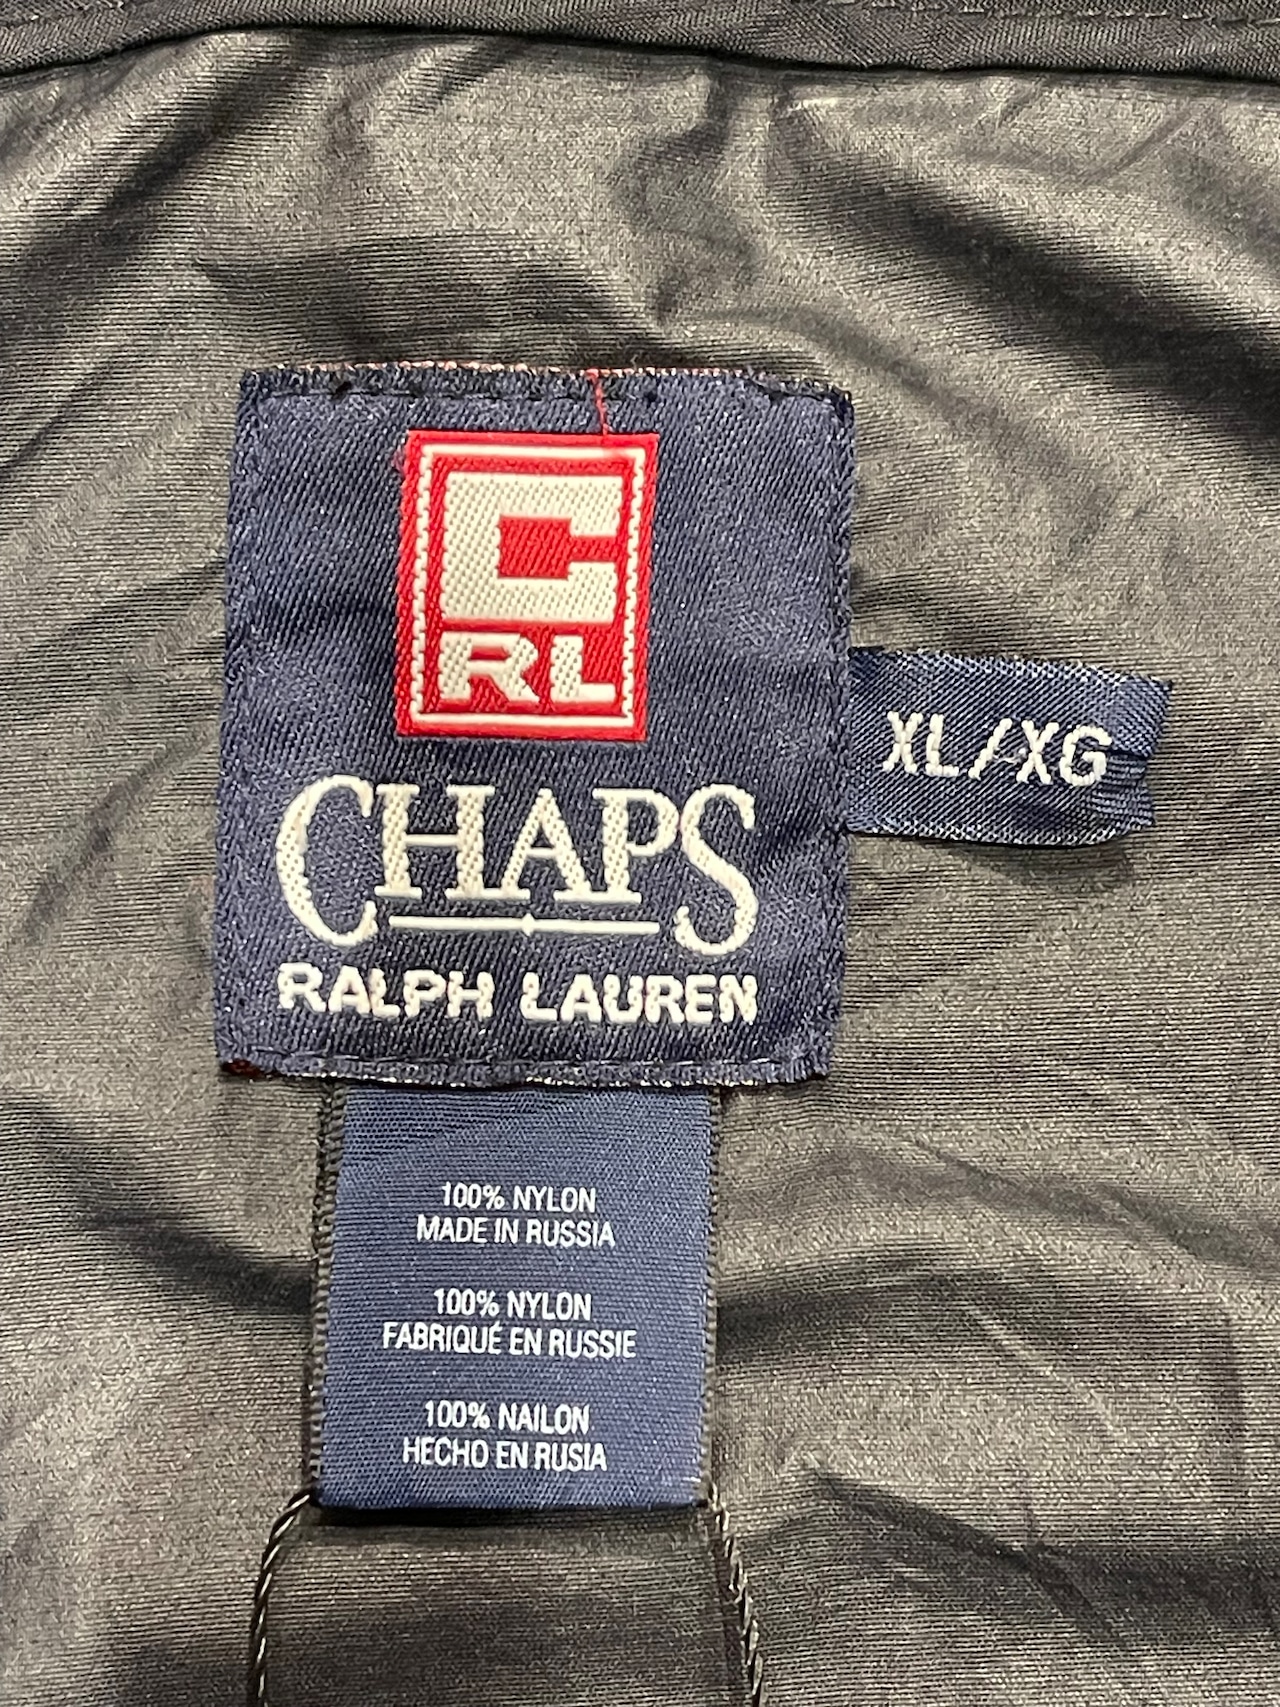 C
RL
CHAPS
RALPH LAUREN
XL/XG
100% NYLON
MADE IN RUSSIA
100% NYLON
FABRIQUÉ EN RUSSIE
100% NAILON
HECHO EN RUSIA